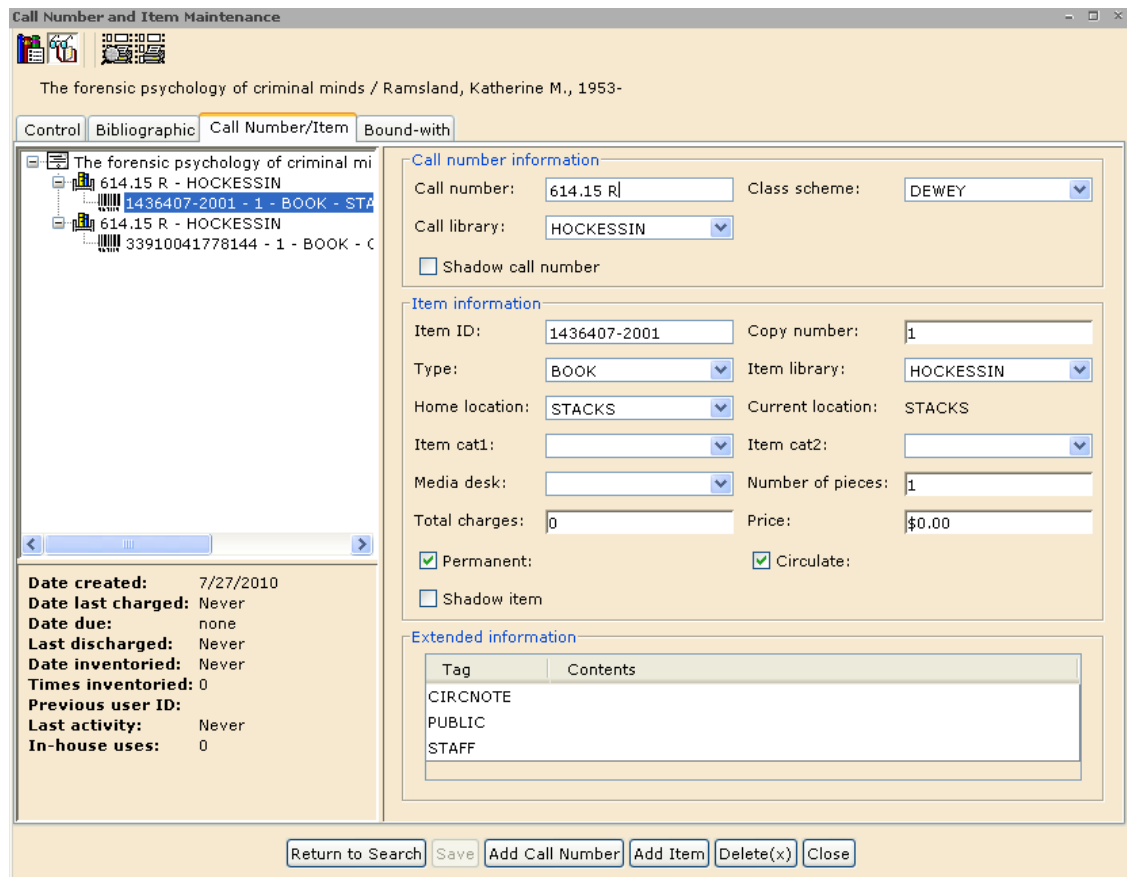 Call Number and Item Maintenance
The forensic psychology of criminal minds / Ramsland, Katherine M., 1953-
Control Bibliographic Call Number/Item Bound-with
The forensic psychology of criminal mi
614.15 R - HOCKESSIN
1436407-2001 - 1 - BOOK - STA
614.15 R - HOCKESSIN
33910041778144 - 1 - BOOK - 
Date created: 7/27/2010
Date last charged: Never
Date due: none
Last discharged: Never
Date inventoried: Never
Times inventoried: 0
Previous user ID:
Last activity: Never
In-house uses: 0
Call number information
Call number: 614.15 R Class scheme: DEWEY
Call library: HOCKESSIN
Shadow call number
Item information
Item ID: 1436407-2001 Copy number: 1
Type: BOOK Item library: HOCKESSIN
Home location: STACKS Current location: STACKS
Item cat1: Item cat2:
Media desk: Number of pieces: 1
Total charges: 0 Price: $0.00
Permanent: Circulate:
Shadow item
Extended information
Tag Contents
CIRCNOTE
PUBLIC
STAFF
Return to Search Save Add Call Number Add Item Delete(x) Close